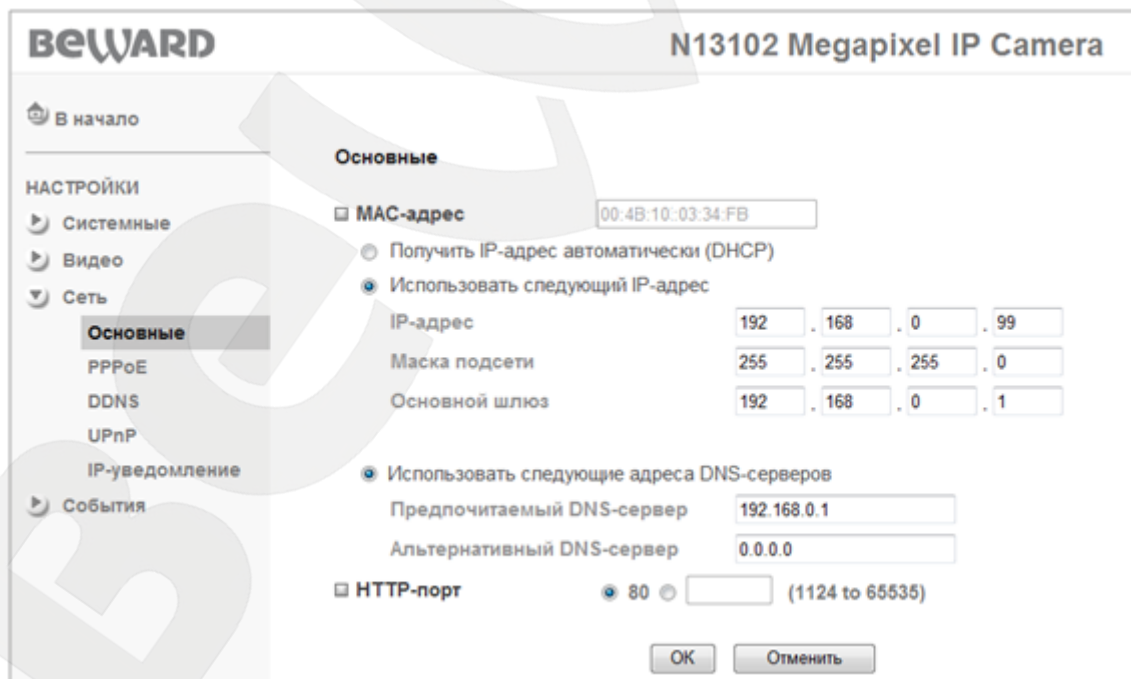 BEWARD
N13102 Megapixel IP Camera
В начало
НАСТРОЙКИ
Системные
Видео
Сеть
Основные
PPPoE
DDNS
UPnP
IP-уведомление
События
Основные
MAC-адрес 00:4B:10::03:34:FB
Получить IP-адрес автоматически (DHCP)
Использовать следующий IP-адрес
IP-адрес 192 . 168 . 0 . 99
Маска подсети 255 . 255 . 255 . 0
Основной шлюз 192 . 168 . 0 . 1
Использовать следующие адреса DNS-серверов
Предпочитаемый DNS-сервер 192.168.0.1
Альтернативный DNS-сервер 0.0.0.0
HTTP-порт 80 (1124 to 65535)
OK Отменить